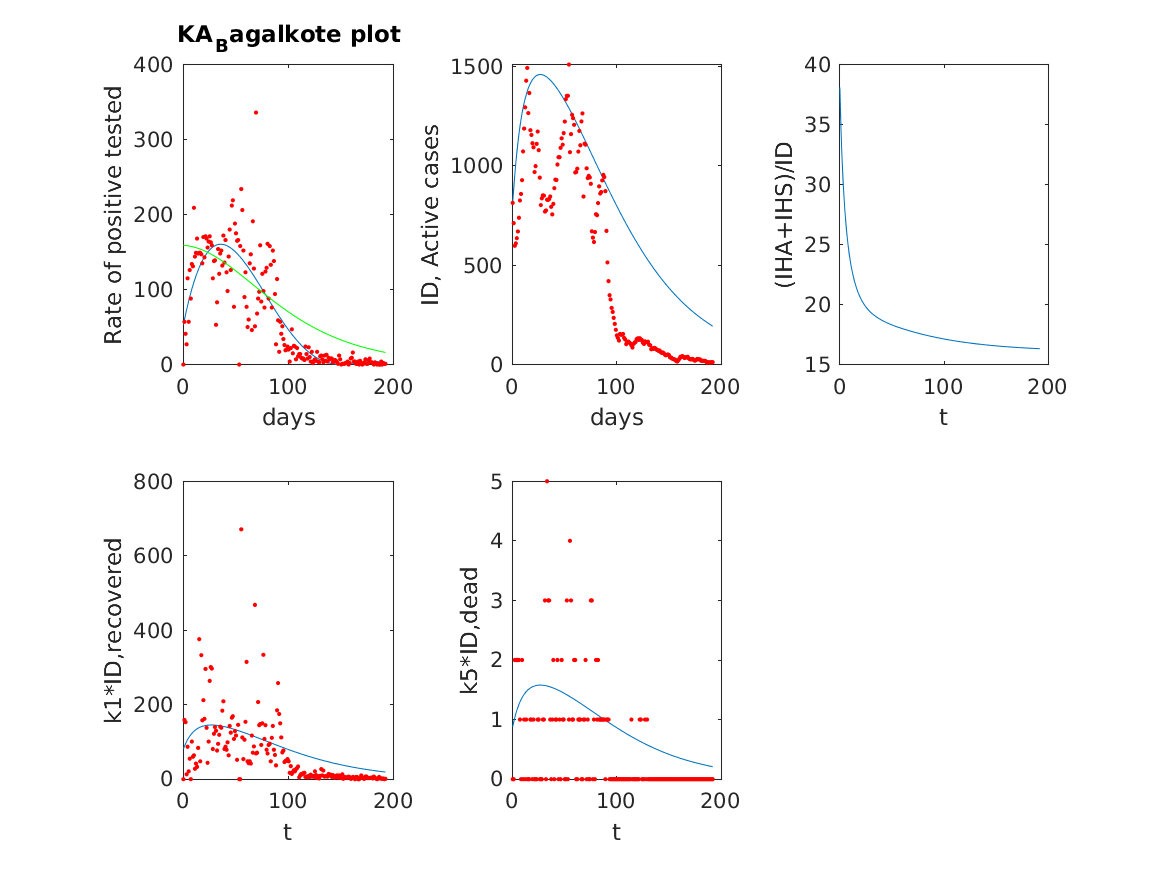 KA_Bagalkote plot
400
300
200
100
0
Rate of positive tested
0 100 200
days
1500
1000
500
0
ID, Active cases
0 100 200
days
40
35
30
25
20
15
(IHA+IHS)/ID
0 100 200
t
800
600
400
200
0
k1*ID,recovered
0 100 200
t
5
4
3
2
1
0
k5*ID,dead
0 100 200
t